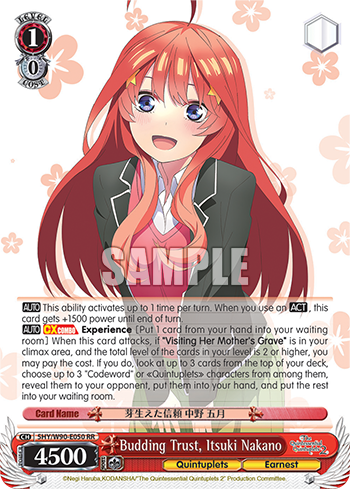 LEVEL
1
0
COST
SAMPLE
AUTO This ability activates up to 1 time per turn. When you use an ACT, this
card gets +1500 power until end of turn.
AUTO CX COMBO Experience [Put 1 card from your hand into your waiting
room] When this card attacks, if "Visiting Her Mother's Grave" is in your
climax area, and the total level of the cards in your level is 2 or higher, you
may pay the cost. If you do, look at up to 3 cards from the top of your deck,
choose up to 3 "Codeword" or <Quintuplets> characters from among them,
reveal them to your opponent, put them into your hand, and put the rest
into your waiting room.
Card Name 芽生えた信頼 中野 五月
CH 5HY/W90-E050 RR
Budding Trust, Itsuki Nakano
POWER
4500
Quintuplets Earnest
The Quintessential Quintuplets 2
©Negi Haruba,KODANSHA/"The Quintessential Quintuplets 2" Production Committee.